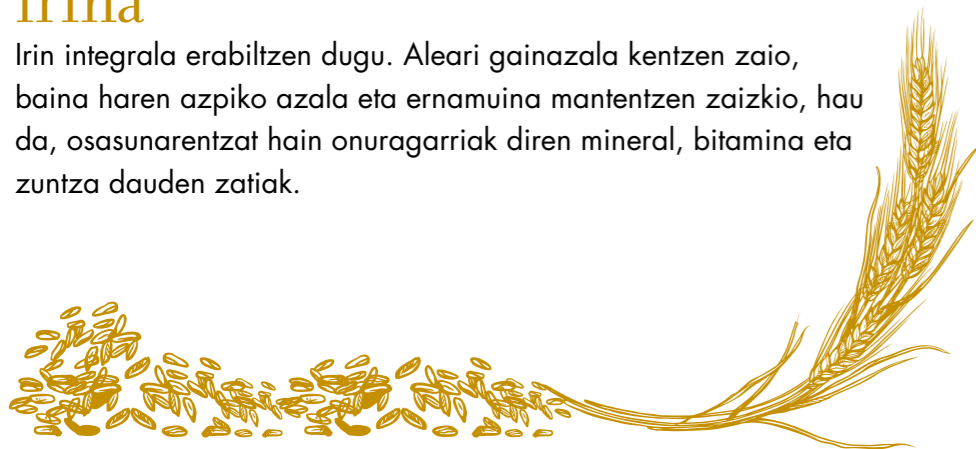 irina
Irin integrala erabiltzen dugu. Aleari gainazala kentzen zaio,
baina haren azpiko azala eta ernamuina mantentzen zaizkio, hau
da, osasunarentzat hain onuragarriak diren mineral, bitamina eta
zuntza dauden zatiak.